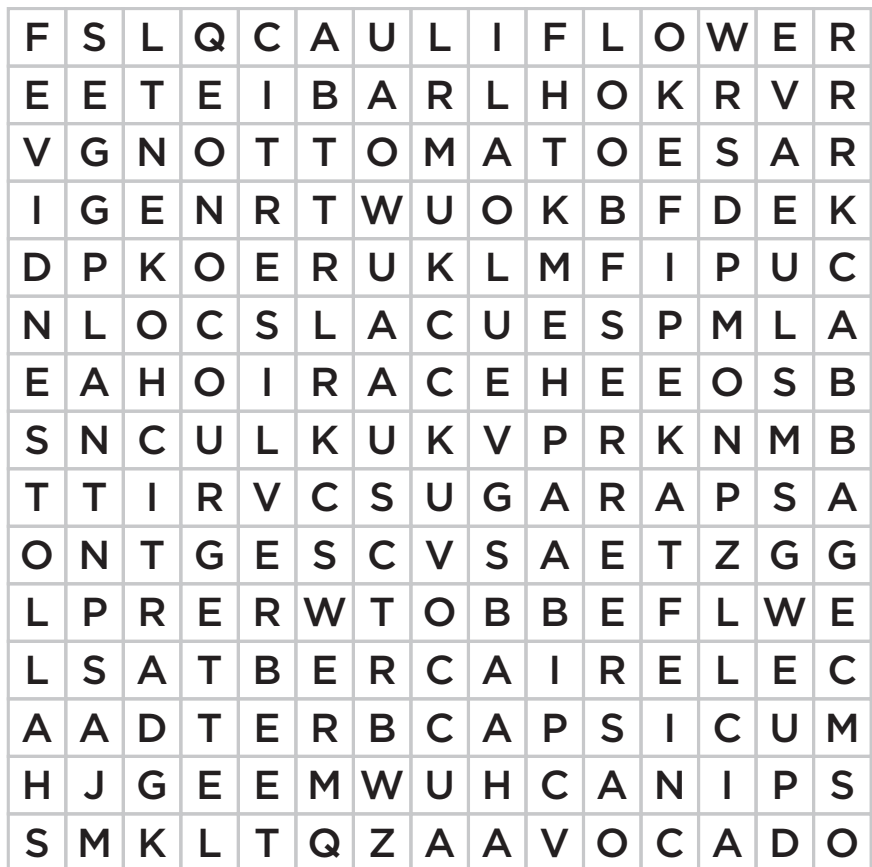 F S L Q C A U L I F L O W E R
E E T E I B A R L H O K R V R
V G N O T T O M A T O E S A R
I G E N R T W U O K B F D E K
D P K O E R U K L M F I P U C
N L O C S L A C U E S P M L A
E A H O I R A C E H E E O S B
S N C U L K U K V P R K N M B
T T I R V C S U G A R A P S A
O N T G E S C V S A E T Z G G
L P R E R W T O B B E F L W E
L S A T B E R C A I R E L E C
A A D T E R B C A P S I C U M
H J G E E M W U H C A N I P S
S M K L T Q Z A A V O C A D O